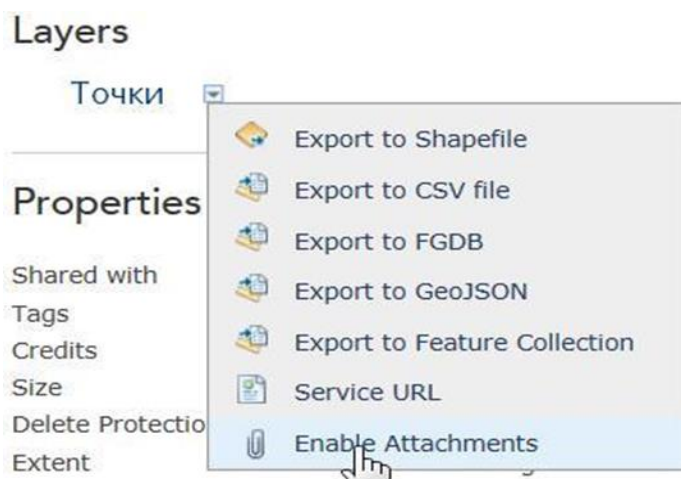 Layers
Точки
Export to Shapefile
Export to CSV file
Properties
Export to FGDB
Shared with
Export to GeoJSON
Tags
Export to Feature Collection
Credits
Size
Service URL
Delete Protectio
Enable Attachments
Extent